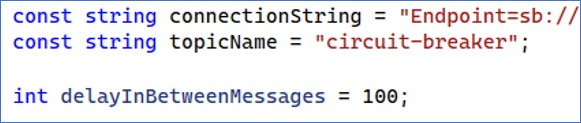 const string connectionString = "Endpoint=sb://
const string topicName = "circuit-breaker";
int delayInBetweenMessages = 100;